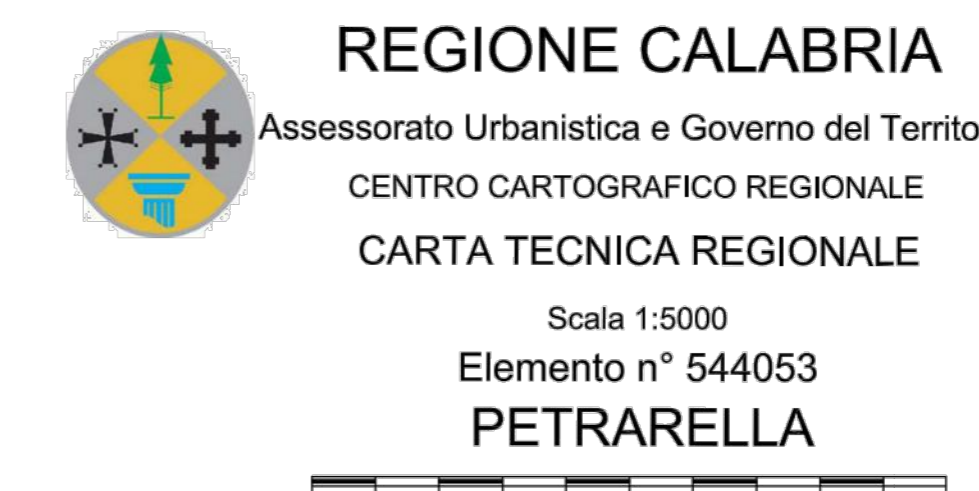 REGIONE CALABRIA
Assessorato Urbanistica e Governo del Territo
CENTRO CARTOGRAFICO REGIONALE
CARTA TECNICA REGIONALE
Scala 1:5000
Elemento n° 544053
PETRARELLA